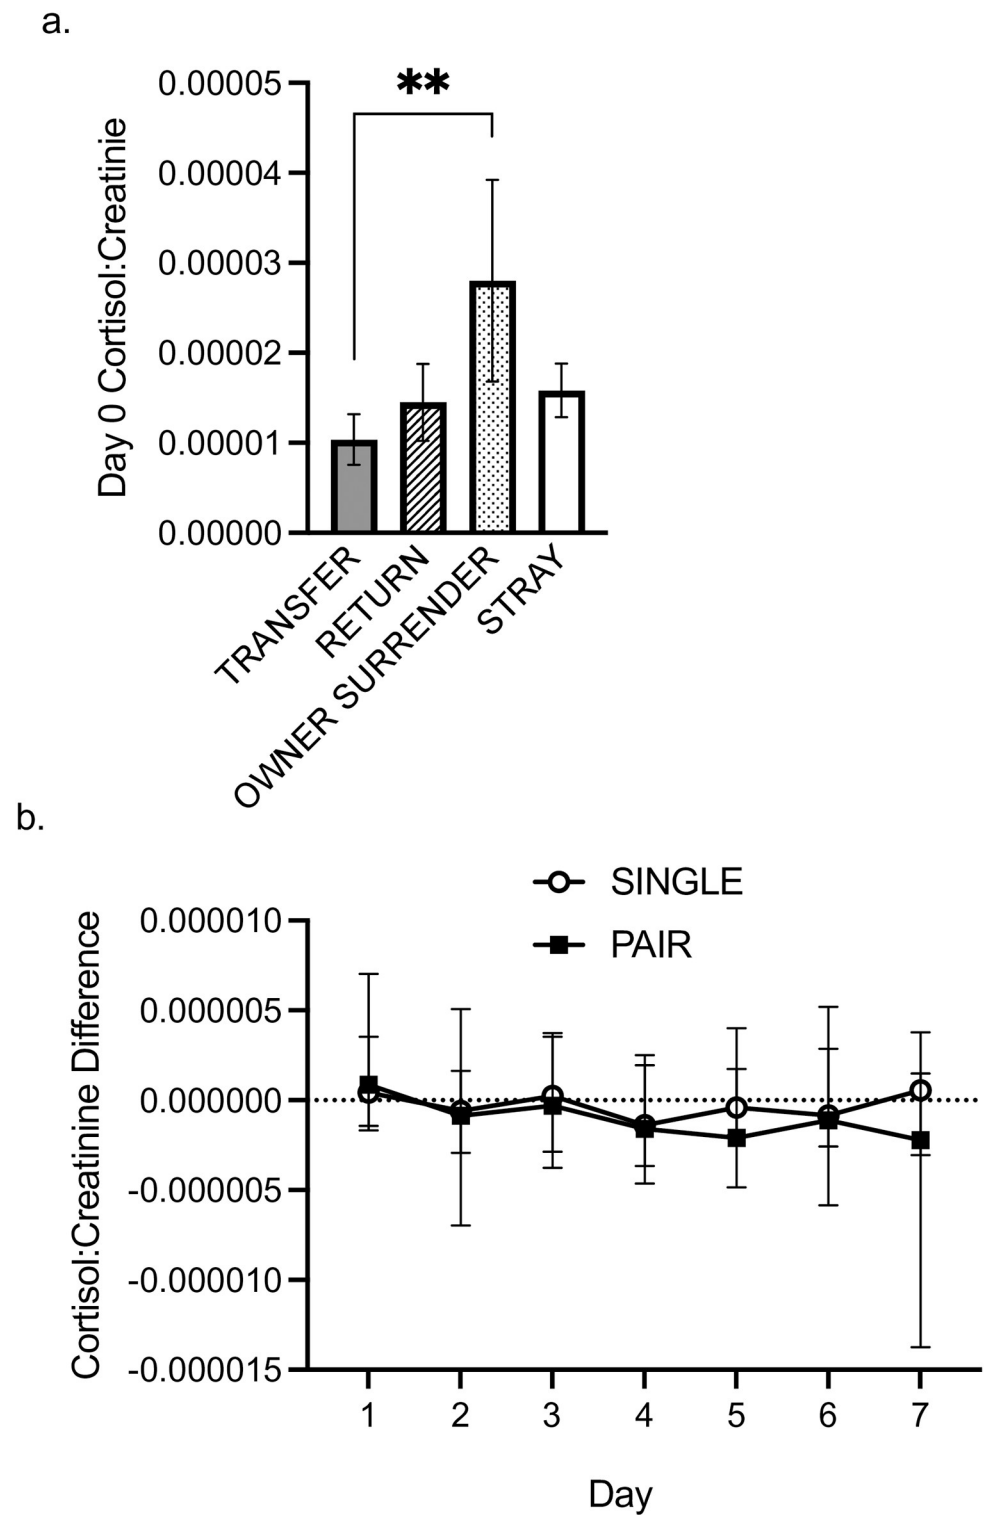 a.
**
0.00005
0.00004
0.00003
0.00002
0.00001
0.00000
Day 0 Cortisol:Creatinie
TRANSFER
RETURN
OWNER SURRENDER
STRAY
b.
SINGLE
PAIR
0.000010
0.000005
0.000000
-0.000005
-0.000010
-0.000015
Cortisol:Creatinine Difference
1 2 3 4 5 6 7
Day